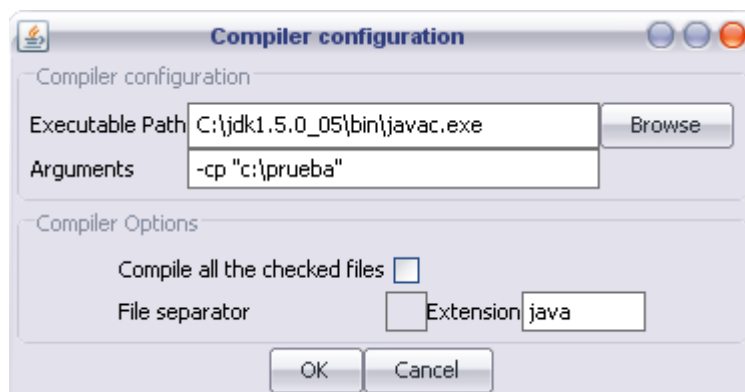 Compiler configuration
Compiler configuration
Executable Path C:\jdk1.5.0_05\bin\javac.exe Browse
Arguments -cp "c:\prueba"
Compiler Options
Compile all the checked files
File separator Extension java
OK Cancel